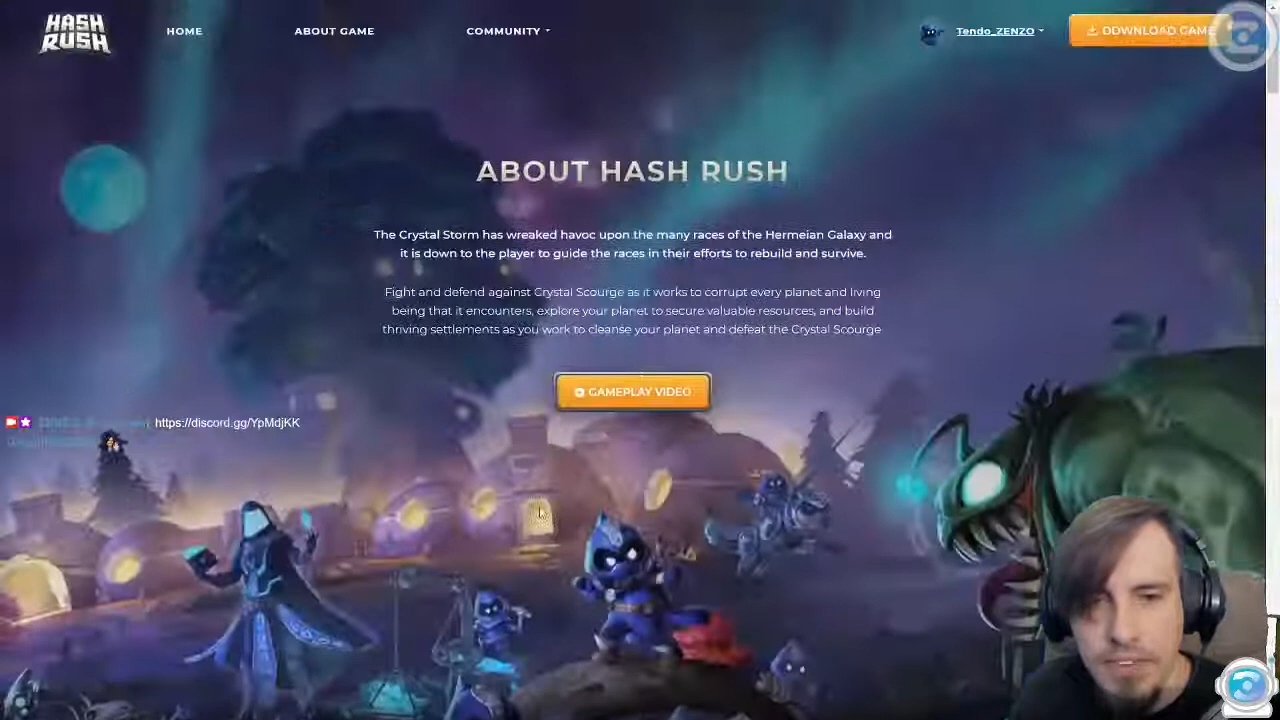 HASH
RUSH
HOME
ABOUT GAME
COMMUNITY
Tendo_ZENZO
DOWNLOAD GAME
ABOUT HASH RUSH
The Crystal Storm has wreaked havoc upon the many races of the Hermeian Galaxy and
it is down to the player to guide the races in their efforts to rebuild and survive.
Fight and defend against Crystal Scourge as it works to corrupt every planet and living
being that it encounters, explore your planet to secure valuable resources, and build
thriving settlements as you work to cleanse your planet and defeat the Crystal Scourge
GAMEPLAY VIDEO
https://discord.gg/YpMdjKK